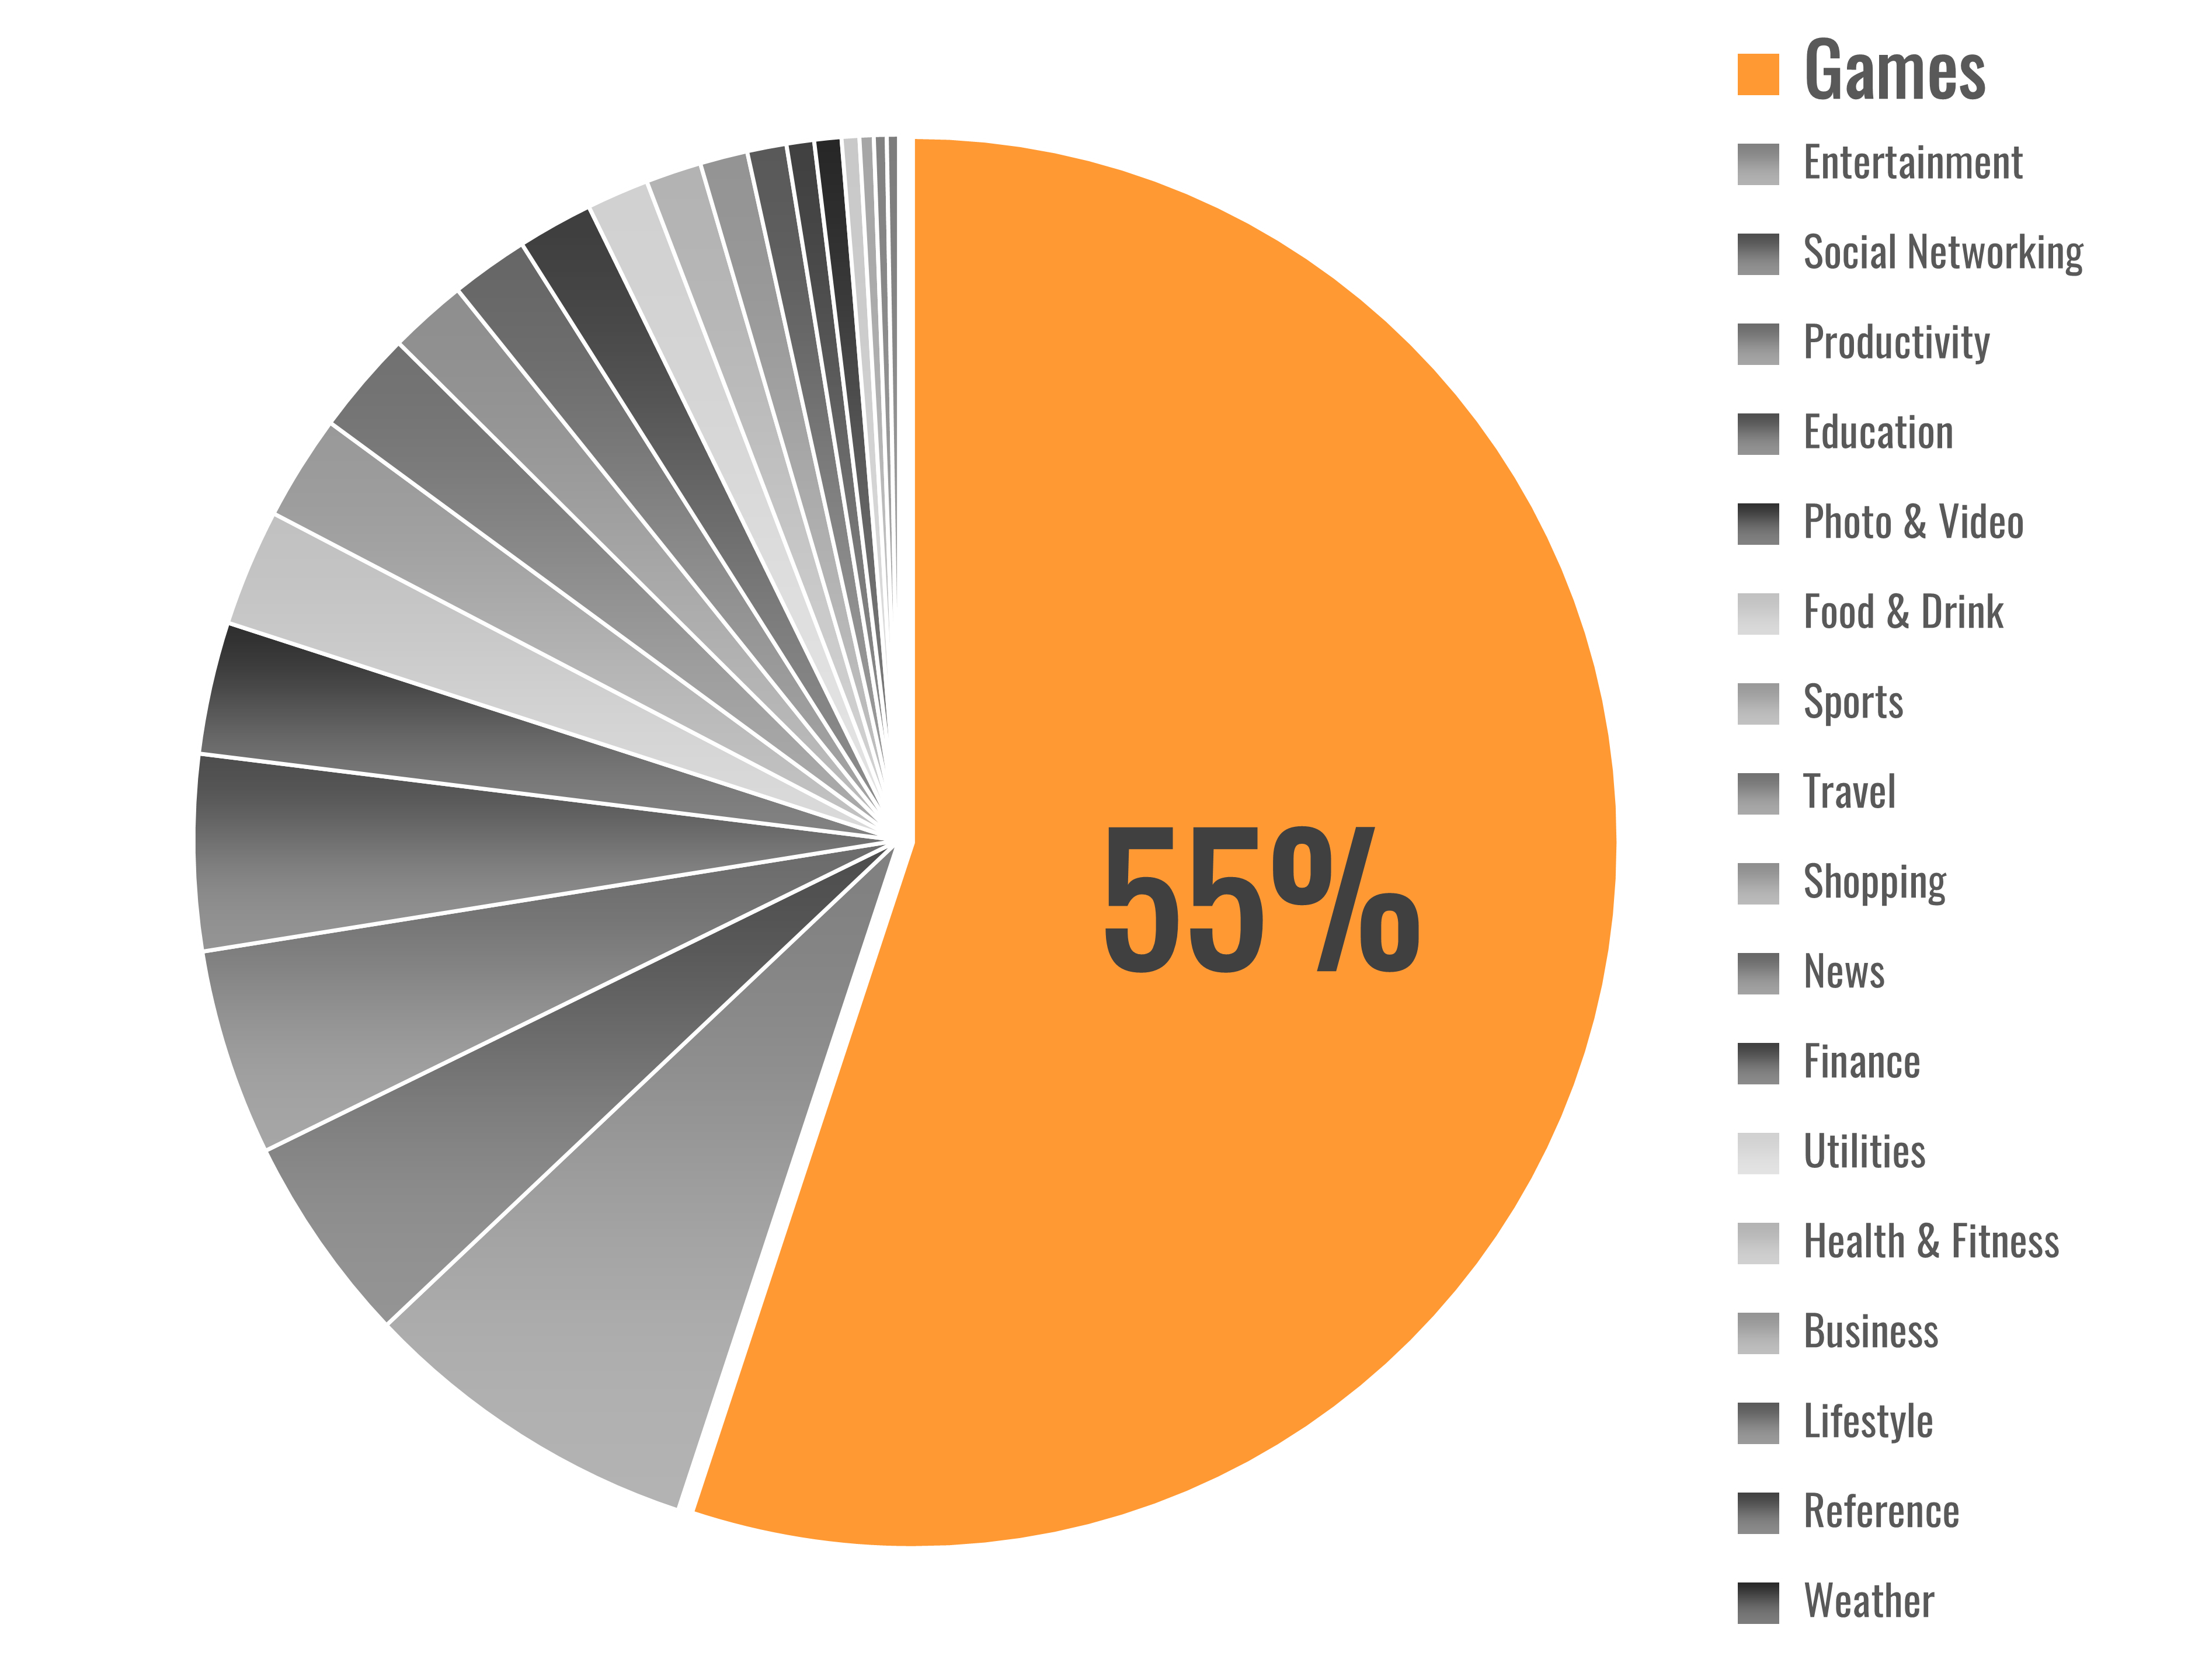 55%
Games
Entertainment
Social Networking
Productivity
Education
Photo & Video
Food & Drink
Sports
Travel
Shopping
News
Finance
Utilities
Health & Fitness
Business
Lifestyle
Reference
Weather